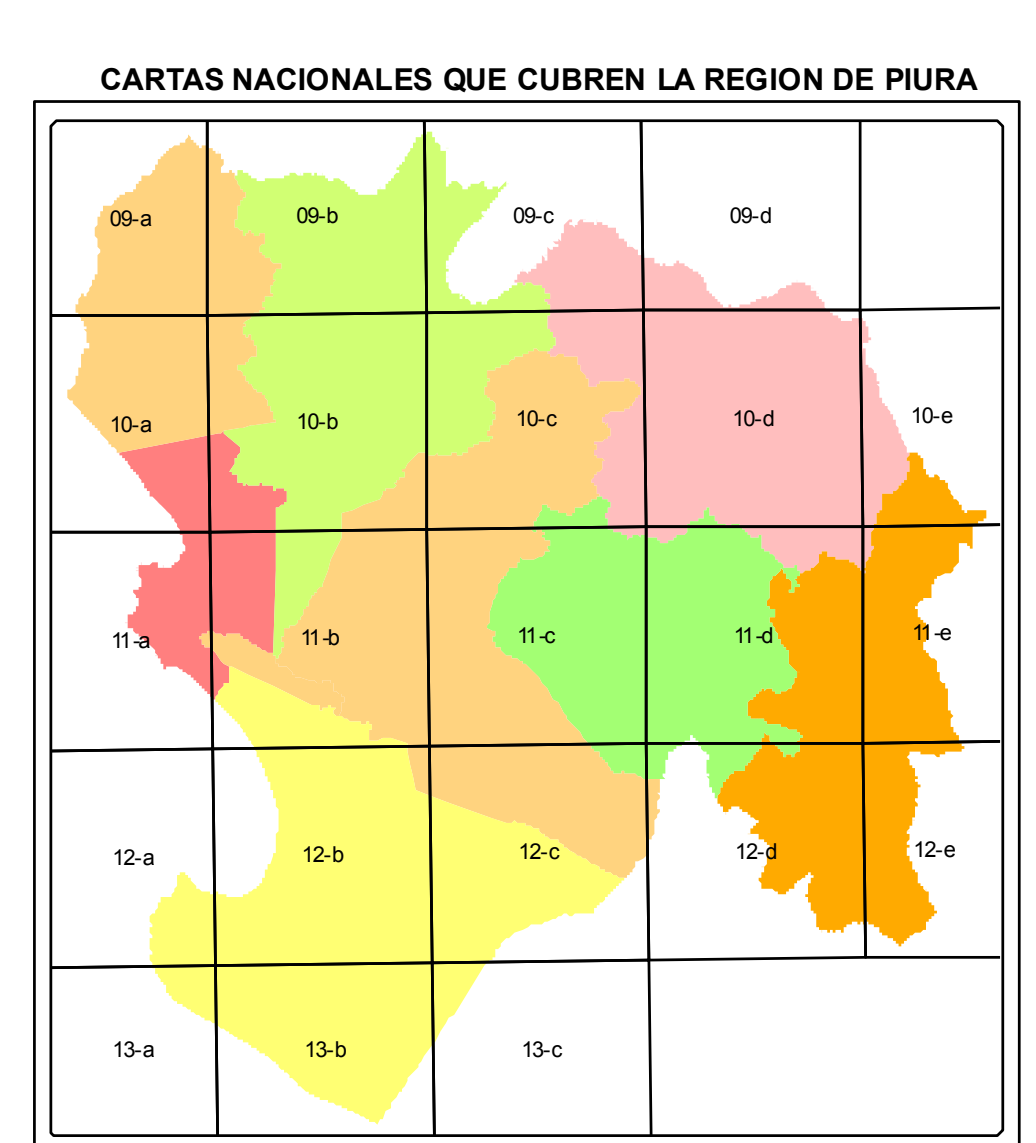 CARTAS NACIONALES QUE CUBREN LA REGION DE PIURA
09-a 09-b 09-c 09-d
10-a 10-b 10-c 10-d 10-e
11-a 11-b 11-c 11-d 11-e
12-a 12-b 12-c 12-d 12-e
13-a 13-b 13-c